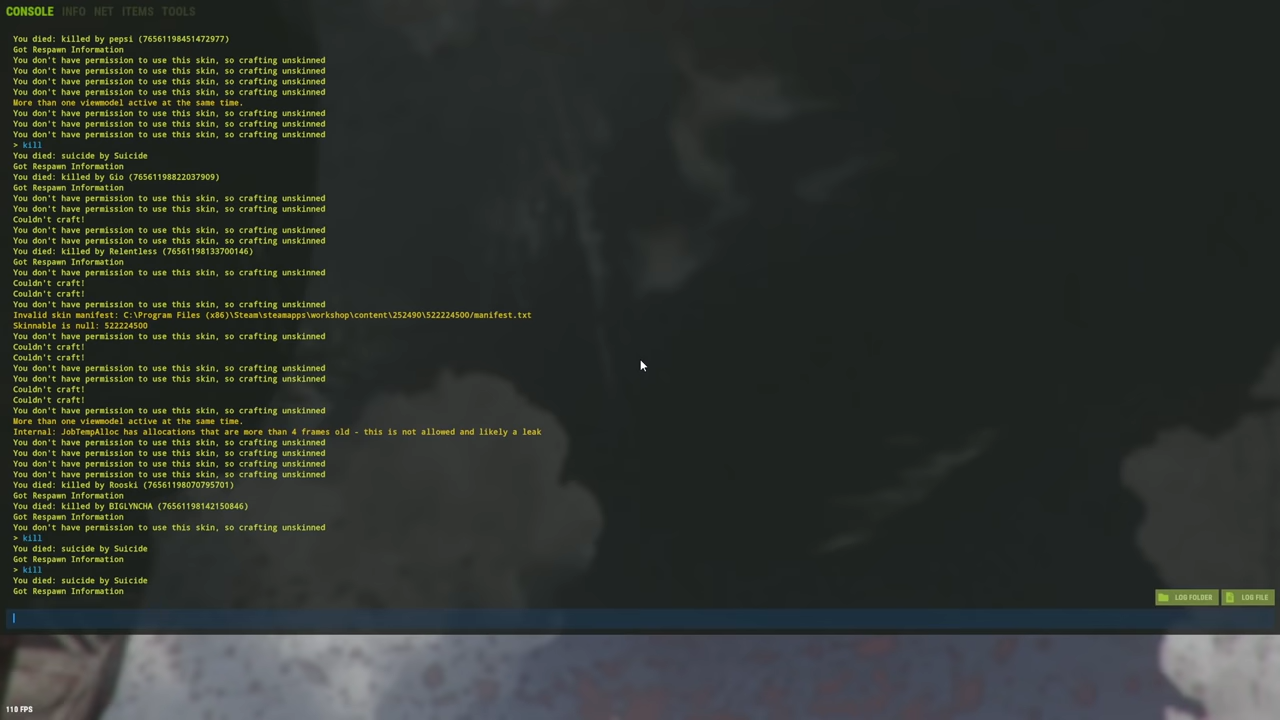 CONSOLE INFO NET ITEMS TOOLS
You died: killed by pepsi (76561198451472977)
Got Respawn Information
You don't have permission to use this skin, so crafting unskinned
You don't have permission to use this skin, so crafting unskinned
You don't have permission to use this skin, so crafting unskinned
You don't have permission to use this skin, so crafting unskinned
More than one viewmodel active at the same time.
You don't have permission to use this skin, so crafting unskinned
You don't have permission to use this skin, so crafting unskinned
You don't have permission to use this skin, so crafting unskinned
> kill
You died: suicide by Suicide
Got Respawn Information
You died: killed by Gio (76561198822037909)
Got Respawn Information
You don't have permission to use this skin, so crafting unskinned
You don't have permission to use this skin, so crafting unskinned
Couldn't craft!
You don't have permission to use this skin, so crafting unskinned
You don't have permission to use this skin, so crafting unskinned
You died: killed by Relentless (76561198133700146)
Got Respawn Information
You don't have permission to use this skin, so crafting unskinned
Couldn't craft!
Couldn't craft!
You don't have permission to use this skin, so crafting unskinned
Invalid skin manifest: C:\Program Files (x86)\Steam\steamapps\workshop\content\252490\522224500/manifest.txt
Skinnable is null: 522224500
You don't have permission to use this skin, so crafting unskinned
Couldn't craft!
Couldn't craft!
You don't have permission to use this skin, so crafting unskinned
You don't have permission to use this skin, so crafting unskinned
Couldn't craft!
Couldn't craft!
You don't have permission to use this skin, so crafting unskinned
More than one viewmodel active at the same time.
Internal: JobTempAlloc has allocations that are more than 4 frames old - this is not allowed and likely a leak
You don't have permission to use this skin, so crafting unskinned
You don't have permission to use this skin, so crafting unskinned
You don't have permission to use this skin, so crafting unskinned
You don't have permission to use this skin, so crafting unskinned
You died: killed by Rooski (76561198070795701)
Got Respawn Information
You died: killed by BIGLYNCHA (76561198142150846)
Got Respawn Information
You don't have permission to use this skin, so crafting unskinned
> kill
You died: suicide by Suicide
Got Respawn Information
> kill
You died: suicide by Suicide
Got Respawn Information
LOG FOLDER LOG FILE
110 FPS